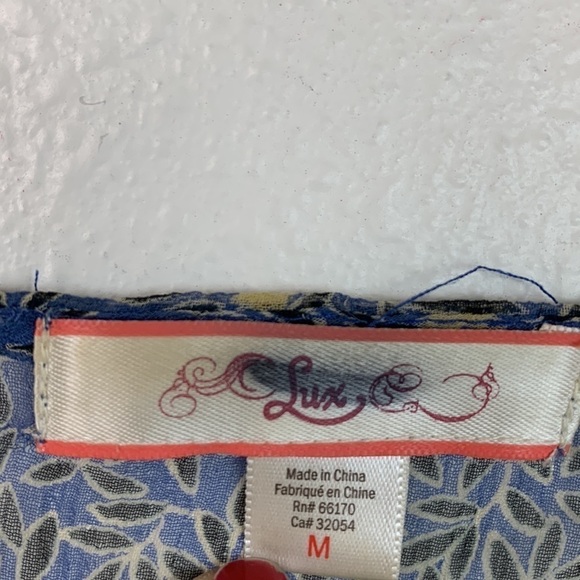 Lux
Made in China
Fabriqué en Chine
Rn# 66170
Ca# 32054
M